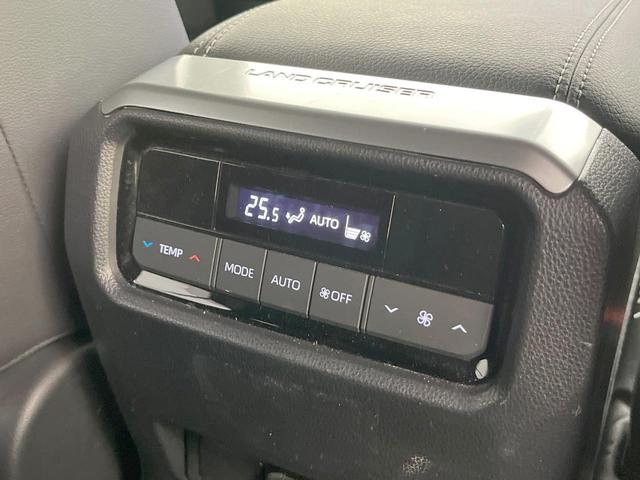 LAND CRUISER
25.5 AUTO
TEMP MODE AUTO OFF